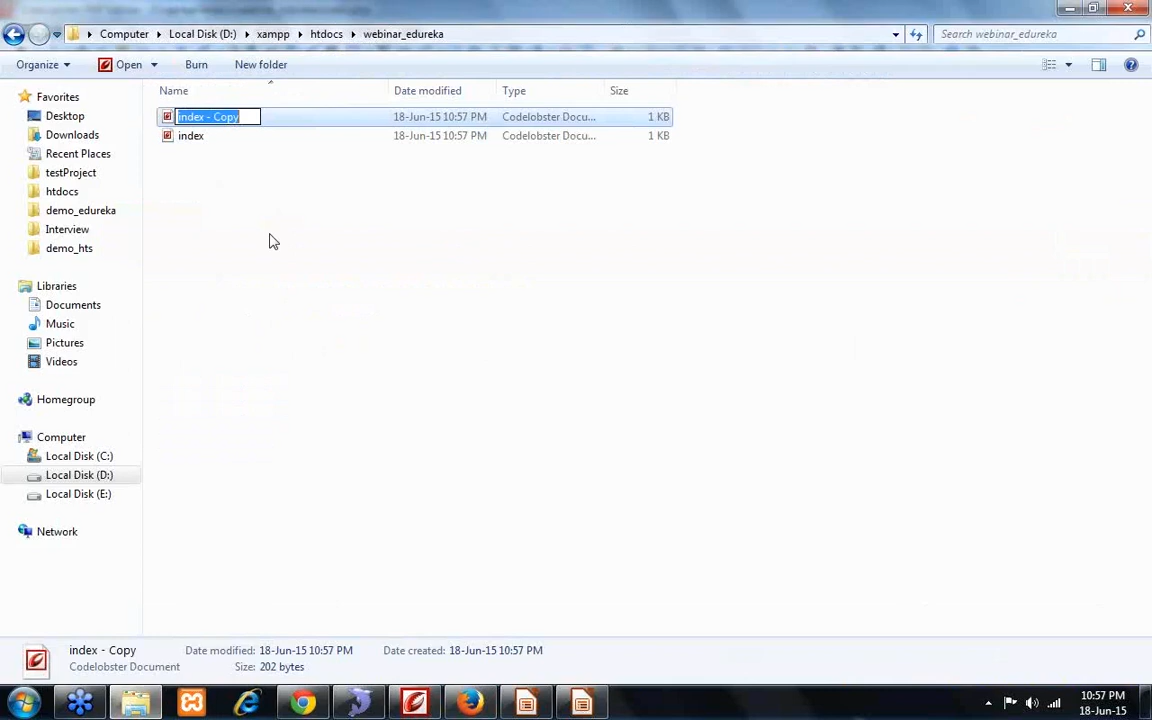 Computer Local Disk (D:) xampp htdocs webinar_edureka Search webinar_edureka
Organize Open Burn New folder
Name Date modified Type Size
index - Copy 18-Jun-15 10:57 PM Codelobster Docu... 1 KB
index 18-Jun-15 10:57 PM Codelobster Docu... 1 KB
Favorites
Desktop
Downloads
Recent Places
testProject
htdocs
demo_edureka
Interview
demo_hts
Libraries
Documents
Music
Pictures
Videos
Homegroup
Computer
Local Disk (C:)
Local Disk (D:)
Local Disk (E:)
Network
index - Copy Date modified: 18-Jun-15 10:57 PM Date created: 18-Jun-15 10:57 PM
Codelobster Document Size: 202 bytes
10:57 PM
18-Jun-15